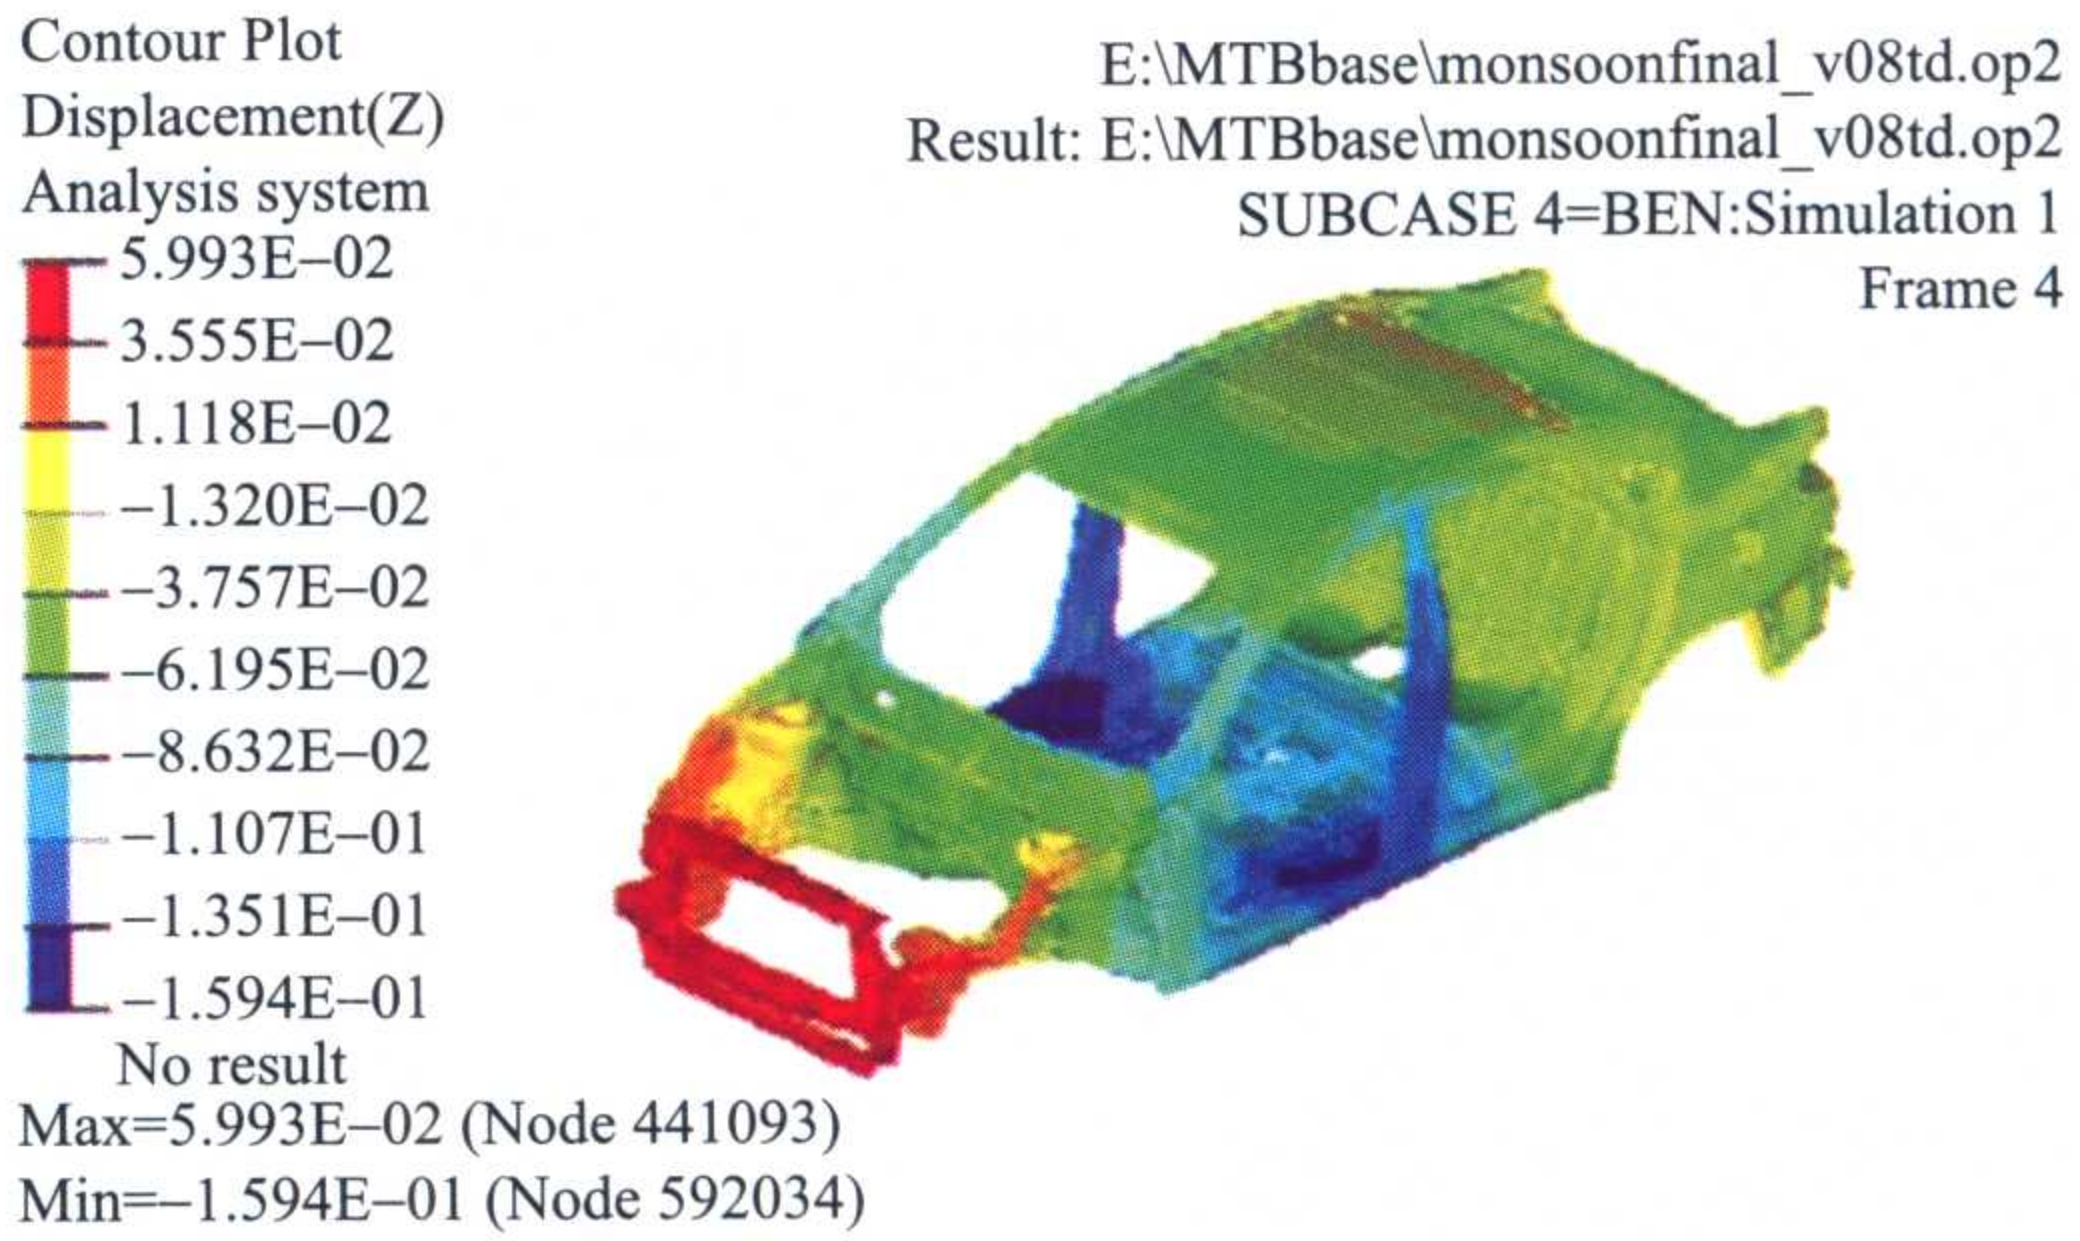 Contour Plot
Displacement(Z)
Analysis system
5.993E–02
3.555E–02
1.118E–02
–1.320E–02
–3.757E–02
–6.195E–02
–8.632E–02
–1.107E–01
–1.351E–01
–1.594E–01
No result
Max=5.993E–02 (Node 441093)
Min=–1.594E–01 (Node 592034)
E:\MTBbase\monsoonfinal_v08td.op2
Result: E:\MTBbase\monsoonfinal_v08td.op2
SUBCASE 4=BEN:Simulation 1
Frame 4